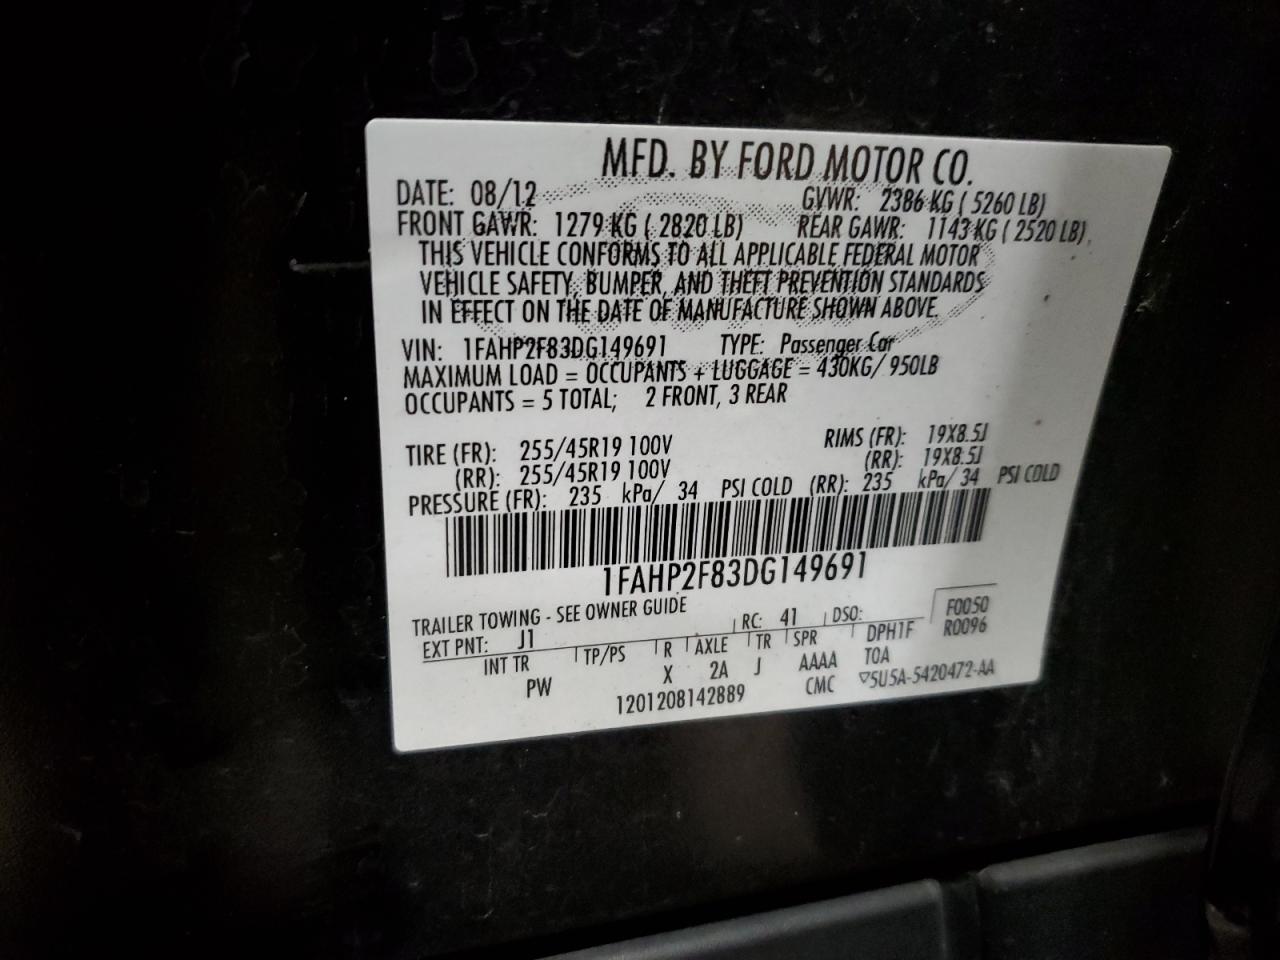 MFD. BY FORD MOTOR CO.
DATE: 08/12 GVWR: 2386 KG ( 5260 LB)
FRONT GAWR: 1279 KG ( 2820 LB) REAR GAWR: 1143 KG ( 2520 LB)
THIS VEHICLE CONFORMS TO ALL APPLICABLE FEDERAL MOTOR
VEHICLE SAFETY, BUMPER, AND THEFT PREVENTION STANDARDS
IN EFFECT ON THE DATE OF MANUFACTURE SHOWN ABOVE.
VIN: 1FAHP2F83DG149691 TYPE: Passenger Car
MAXIMUM LOAD = OCCUPANTS + LUGGAGE = 430KG/ 950LB
OCCUPANTS = 5 TOTAL; 2 FRONT, 3 REAR
TIRE (FR): 255/45R19 100V RIMS (FR): 19X8.5J
(RR): 255/45R19 100V (RR): 19X8.5J
PRESSURE (FR): 235 kPa/ 34 PSI COLD (RR): 235 kPa/ 34 PSI COLD
1FAHP2F83DG149691
TRAILER TOWING - SEE OWNER GUIDE
EXT PNT: J1 RC: 41 DSO: F0050
R0096
INT TR TP/PS R AXLE TR SPR DPH1F
PW X 2A J AAAA TOA
1201208142889 CMC ▽5U5A-5420472-AA